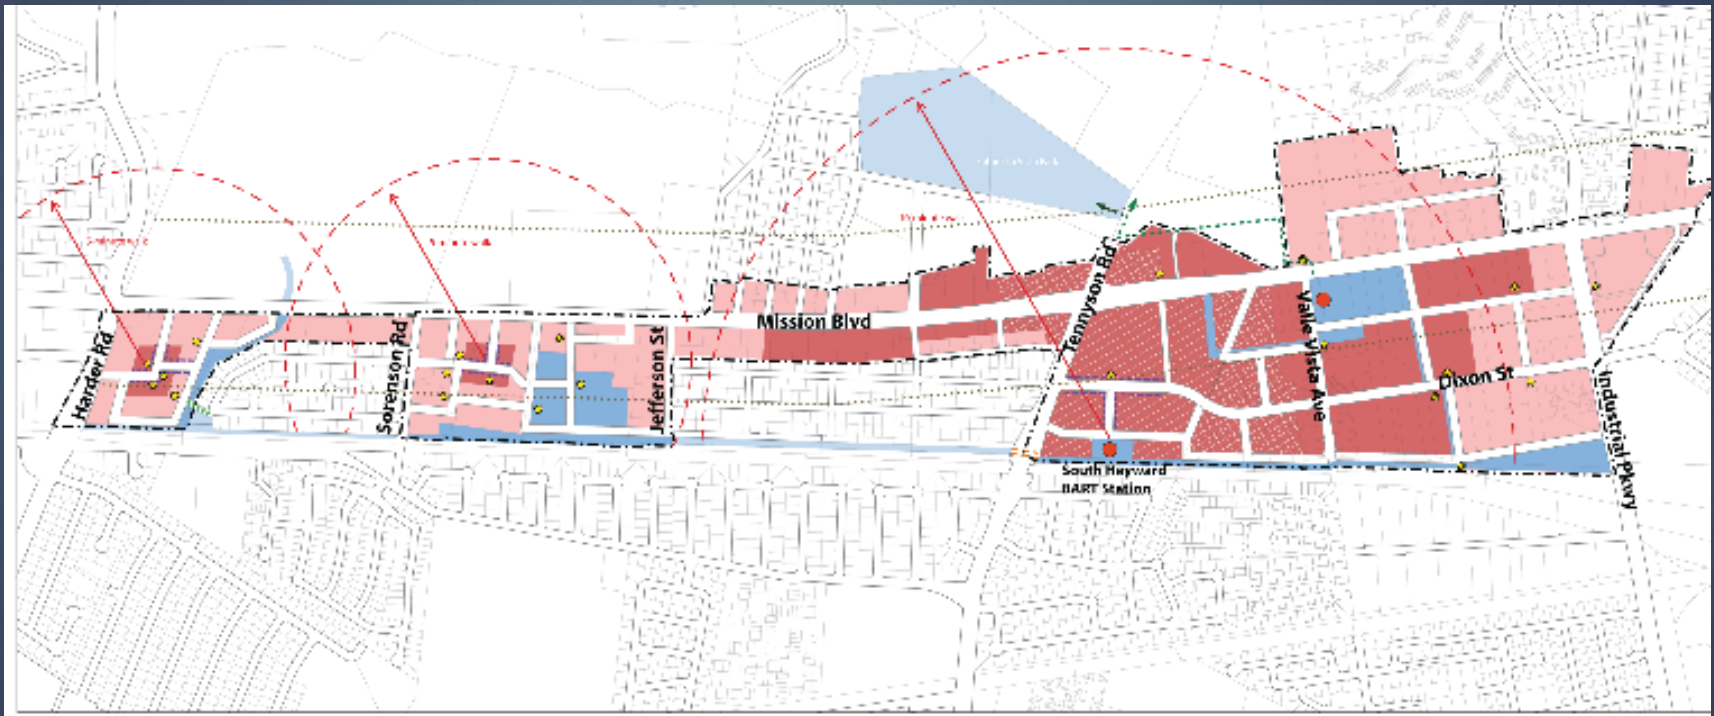 Harder Rd
Sorenson Rd
Jefferson St
Mission Blvd
Tennyson Rd
Valle Vista Ave
Dixon St
Industrial Pkwy
South Hayward
BART Station